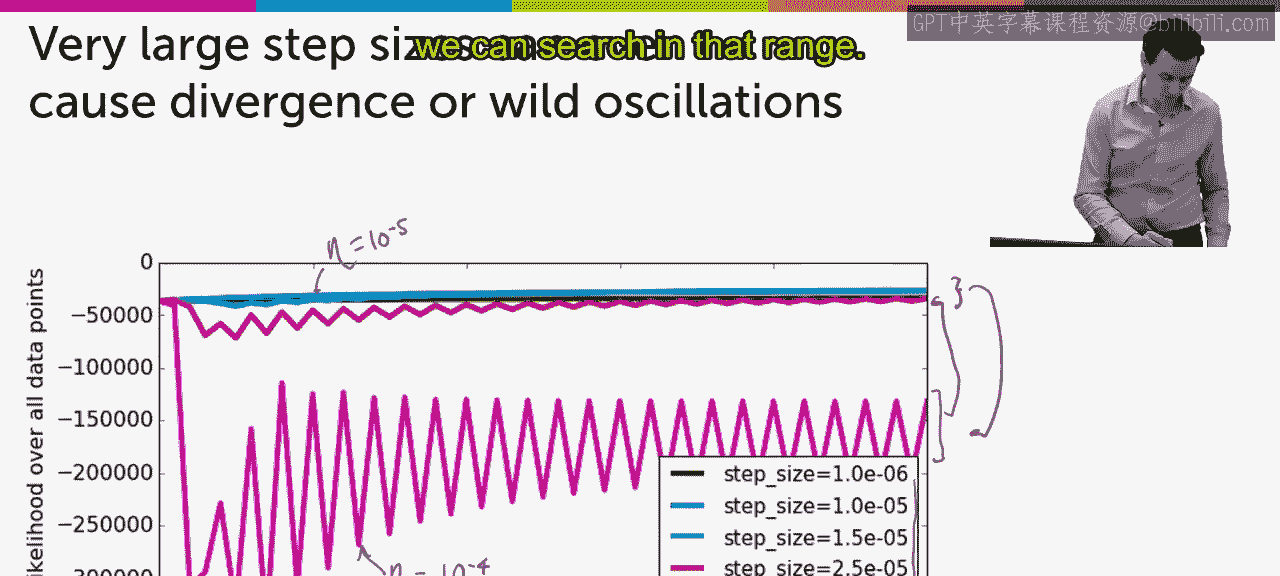 GPT中英字幕课程资源@bilibili.com
Very large step sizes
we can search in that range.
cause divergence or wild oscillations
η = 10-5
0
−50000
−100000
−150000
−200000
−250000
−300000
likelihood over all data points
step_size=1.0e-06
step_size=1.0e-05
step_size=1.5e-05
step_size=2.5e-05
η = 10-4